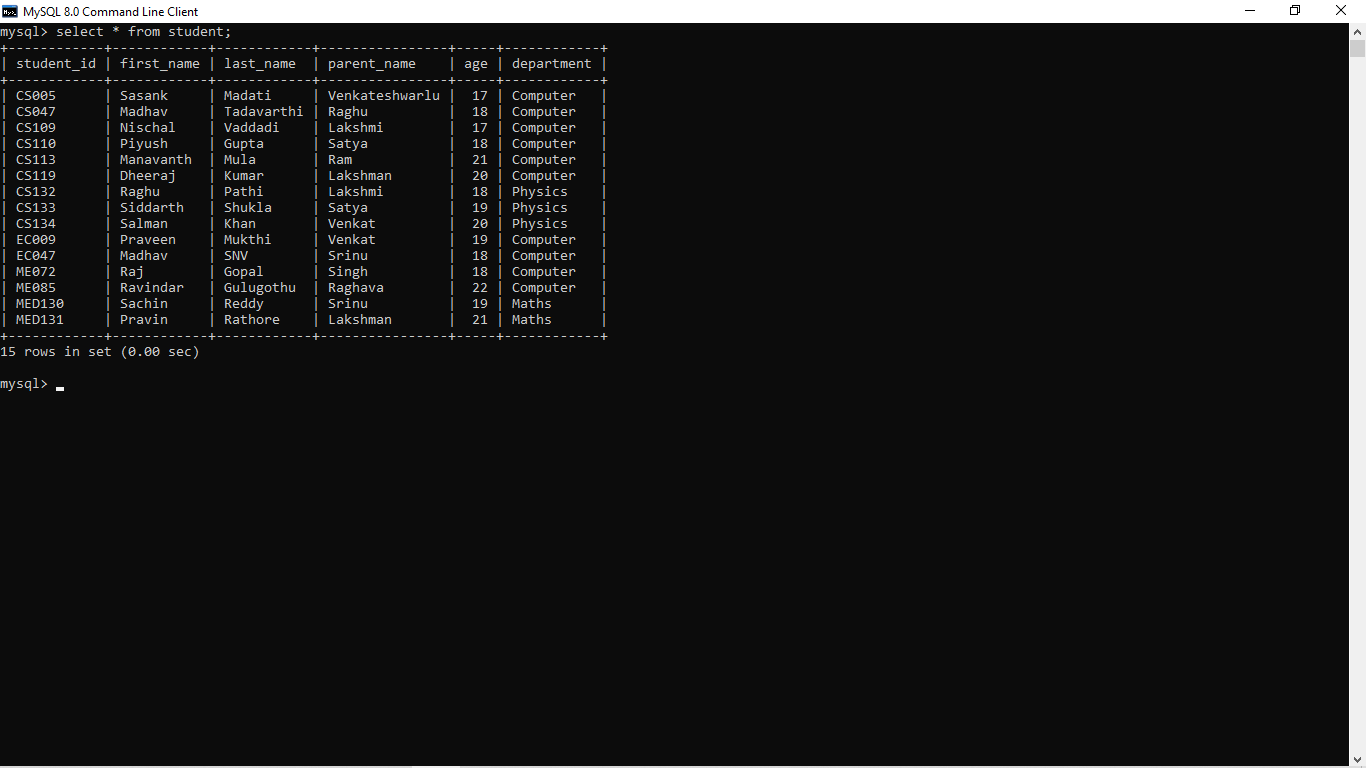 MySQL 8.0 Command Line Client
mysql> select * from student;
+------------+------------+------------+----------------+-----+------------+
| student_id | first_name | last_name  | parent_name    | age | department |
+------------+------------+------------+----------------+-----+------------+
| CS005      | Sasank     | Madati     | Venkateshwarlu |  17 | Computer   |
| CS047      | Madhav     | Tadavarthi | Raghu          |  18 | Computer   |
| CS109      | Nischal    | Vaddadi    | Lakshmi        |  17 | Computer   |
| CS110      | Piyush     | Gupta      | Satya          |  18 | Computer   |
| CS113      | Manavanth  | Mula       | Ram            |  21 | Computer   |
| CS119      | Dheeraj    | Kumar      | Lakshman       |  20 | Computer   |
| CS132      | Raghu      | Pathi      | Lakshmi        |  18 | Physics    |
| CS133      | Siddarth   | Shukla     | Satya          |  19 | Physics    |
| CS134      | Salman     | Khan       | Venkat         |  20 | Physics    |
| EC009      | Praveen    | Mukthi     | Venkat         |  19 | Computer   |
| EC047      | Madhav     | SNV        | Srinu          |  18 | Computer   |
| ME072      | Raj        | Gopal      | Singh          |  18 | Computer   |
| ME085      | Ravindar   | Gulugothu  | Raghava        |  22 | Computer   |
| MED130     | Sachin     | Reddy      | Srinu          |  19 | Maths      |
| MED131     | Pravin     | Rathore    | Lakshman       |  21 | Maths      |
+------------+------------+------------+----------------+-----+------------+
15 rows in set (0.00 sec)
mysql>